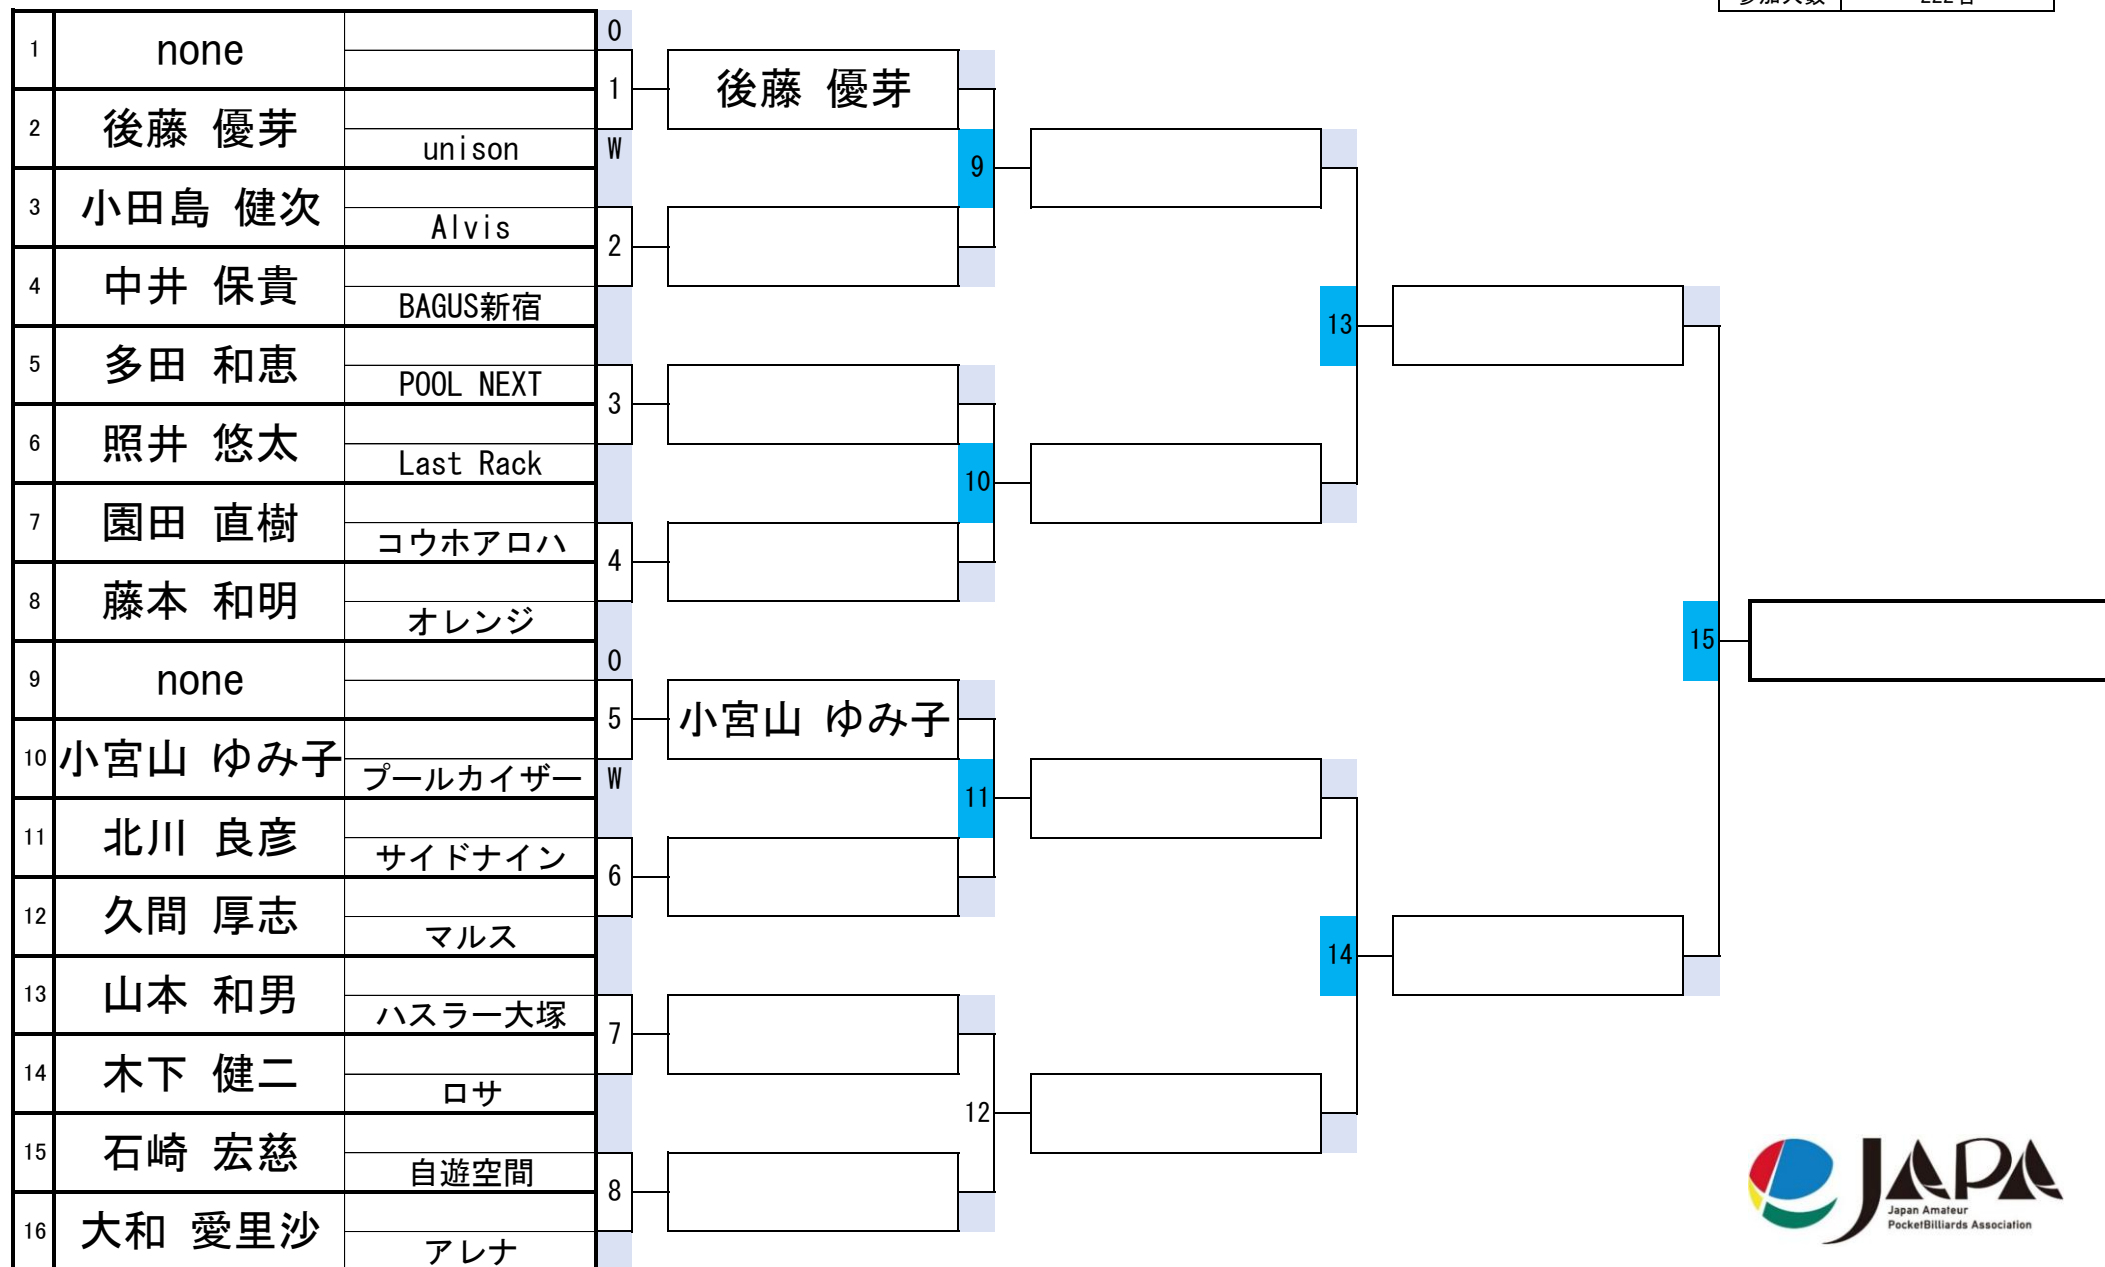 参加人数 222名
1 none 0
1 後藤 優芽
2 後藤 優芽 unison W
9
3 小田島 健次 Alvis
2
4 中井 保貴 BAGUS新宿
13
5 多田 和恵 POOL NEXT
3
6 照井 悠太 Last Rack
10
7 園田 直樹 コウホアロハ
4
8 藤本 和明 オレンジ
15
9 none 0
5 小宮山 ゆみ子
10 小宮山 ゆみ子 プールカイザー W
11
11 北川 良彦 サイドナイン
6
12 久間 厚志 マルス
14
13 山本 和男 ハスラー大塚
7
14 木下 健二 ロサ
12
15 石崎 宏慈 自遊空間
8
16 大和 愛里沙 アレナ
JAPA
Japan Amateur
PocketBilliards Association